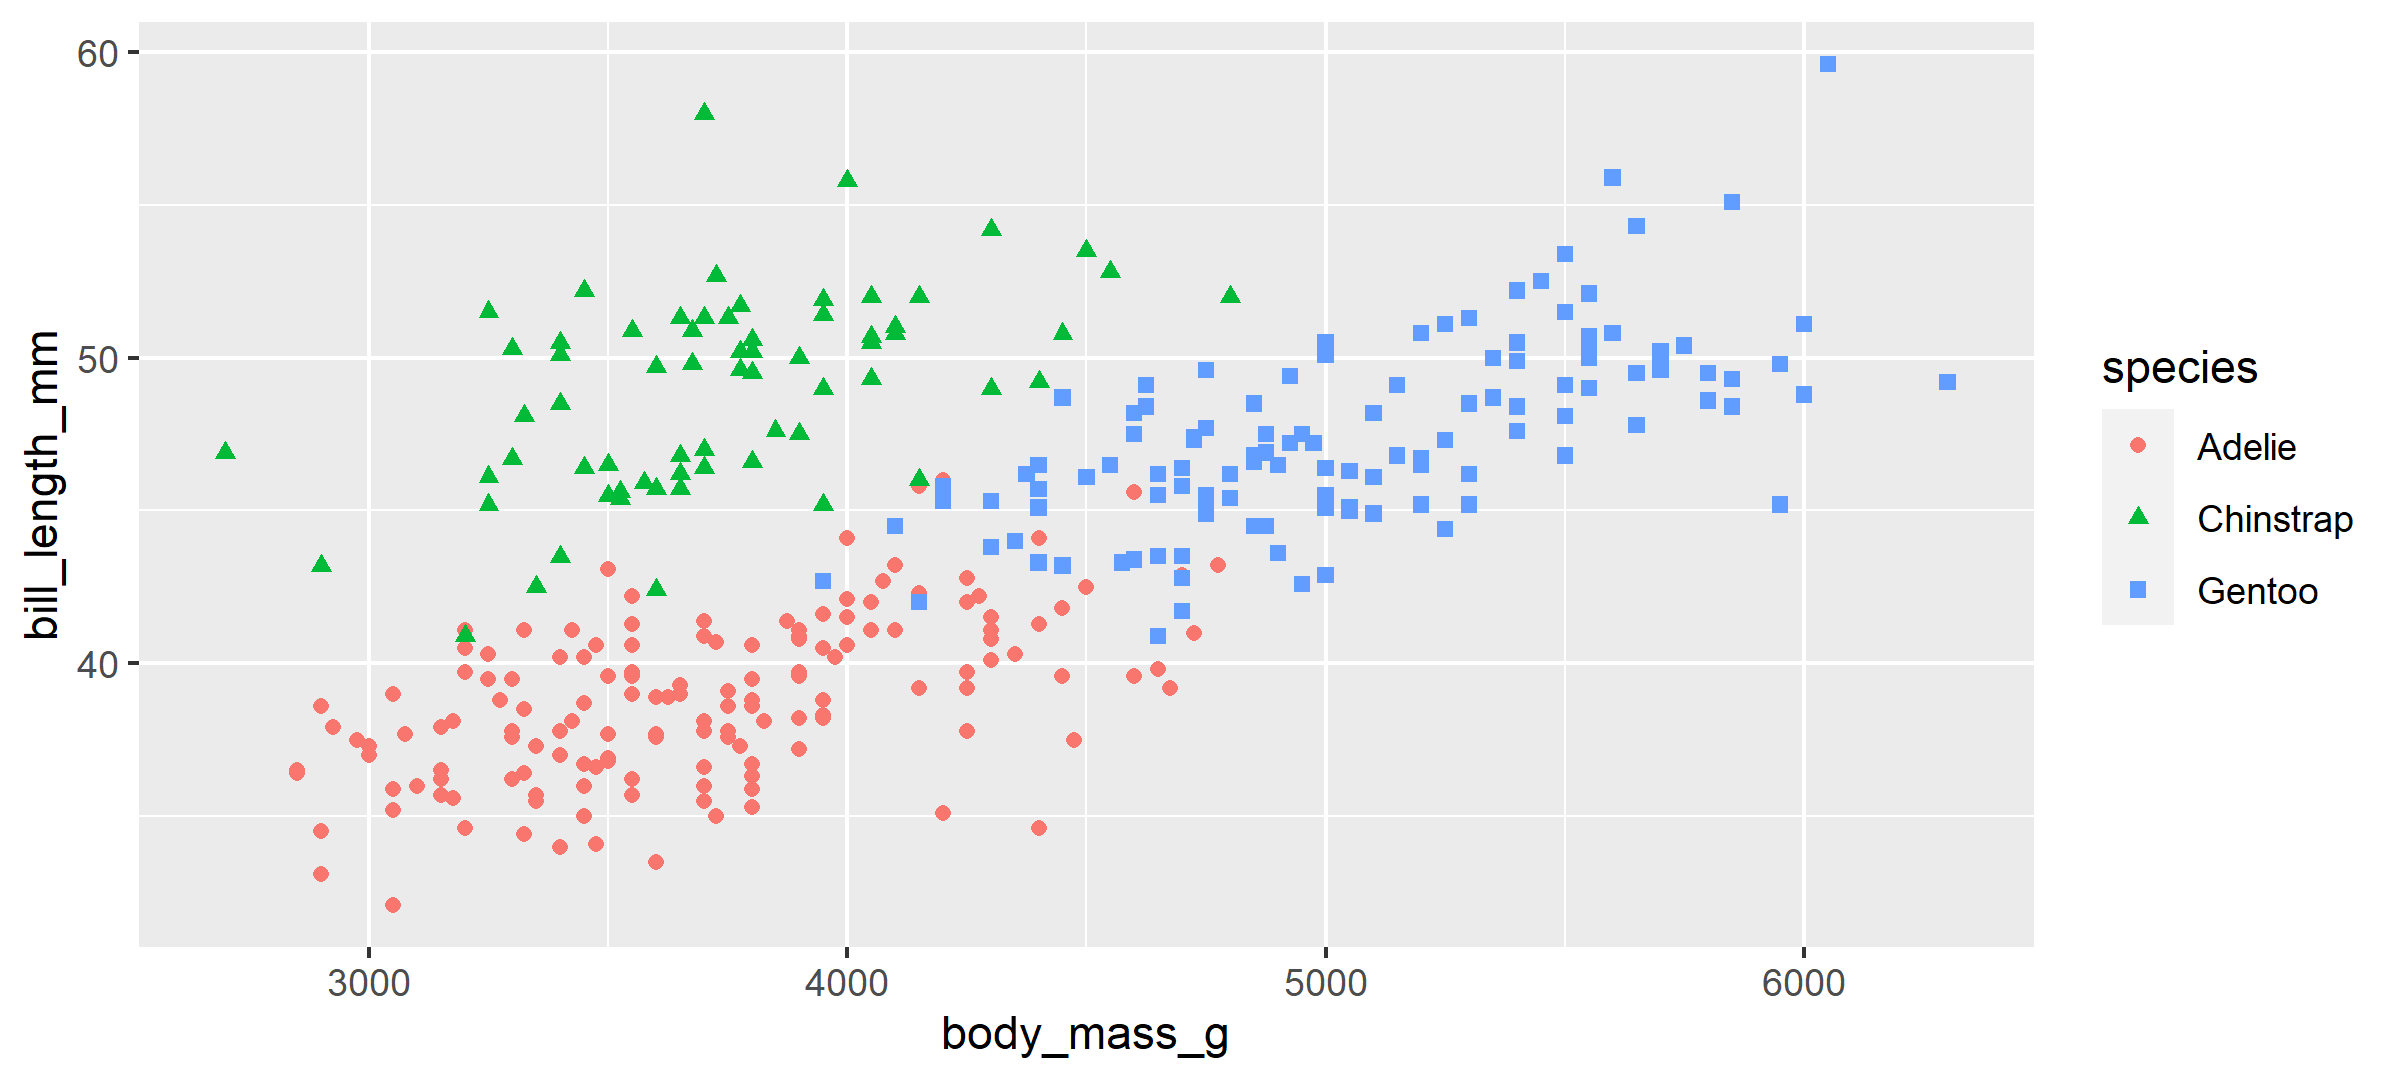 60
50
40
bill_length_mm
3000 4000 5000 6000
body_mass_g
species
Adelie
Chinstrap
Gentoo